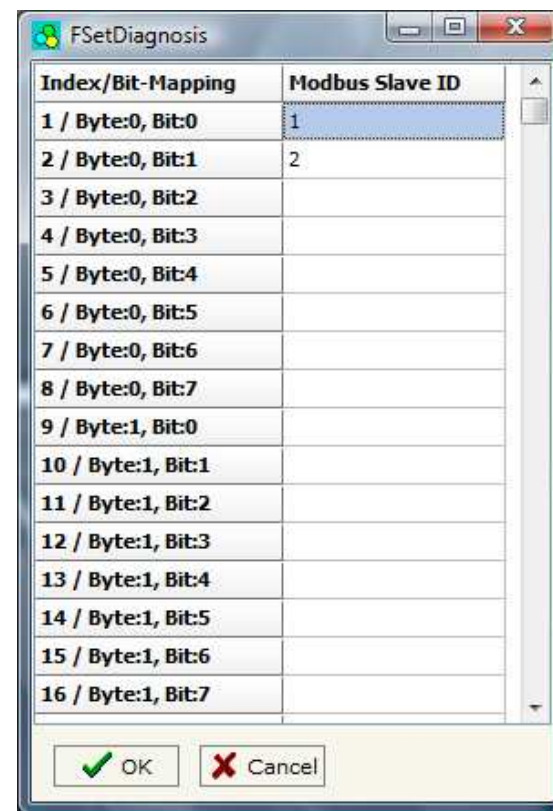 FSetDiagnosis
Index/Bit-Mapping Modbus Slave ID
1 / Byte:0, Bit:0 1
2 / Byte:0, Bit:1 2
3 / Byte:0, Bit:2
4 / Byte:0, Bit:3
5 / Byte:0, Bit:4
6 / Byte:0, Bit:5
7 / Byte:0, Bit:6
8 / Byte:0, Bit:7
9 / Byte:1, Bit:0
10 / Byte:1, Bit:1
11 / Byte:1, Bit:2
12 / Byte:1, Bit:3
13 / Byte:1, Bit:4
14 / Byte:1, Bit:5
15 / Byte:1, Bit:6
16 / Byte:1, Bit:7
OK Cancel